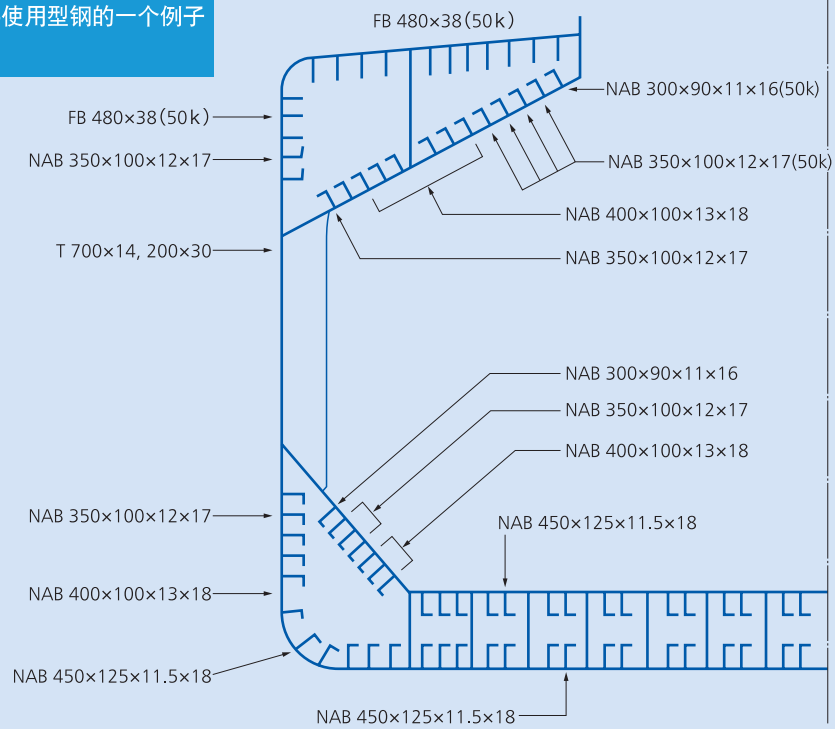 使用型钢的一个例子
FB 480×38(50k)
NAB 300×90×11×16(50k)
FB 480×38(50k)
NAB 350×100×12×17
NAB 350×100×12×17(50k)
NAB 400×100×13×18
T 700×14, 200×30
NAB 350×100×12×17
NAB 300×90×11×16
NAB 350×100×12×17
NAB 400×100×13×18
NAB 350×100×12×17
NAB 450×125×11.5×18
NAB 400×100×13×18
NAB 450×125×11.5×18
NAB 450×125×11.5×18